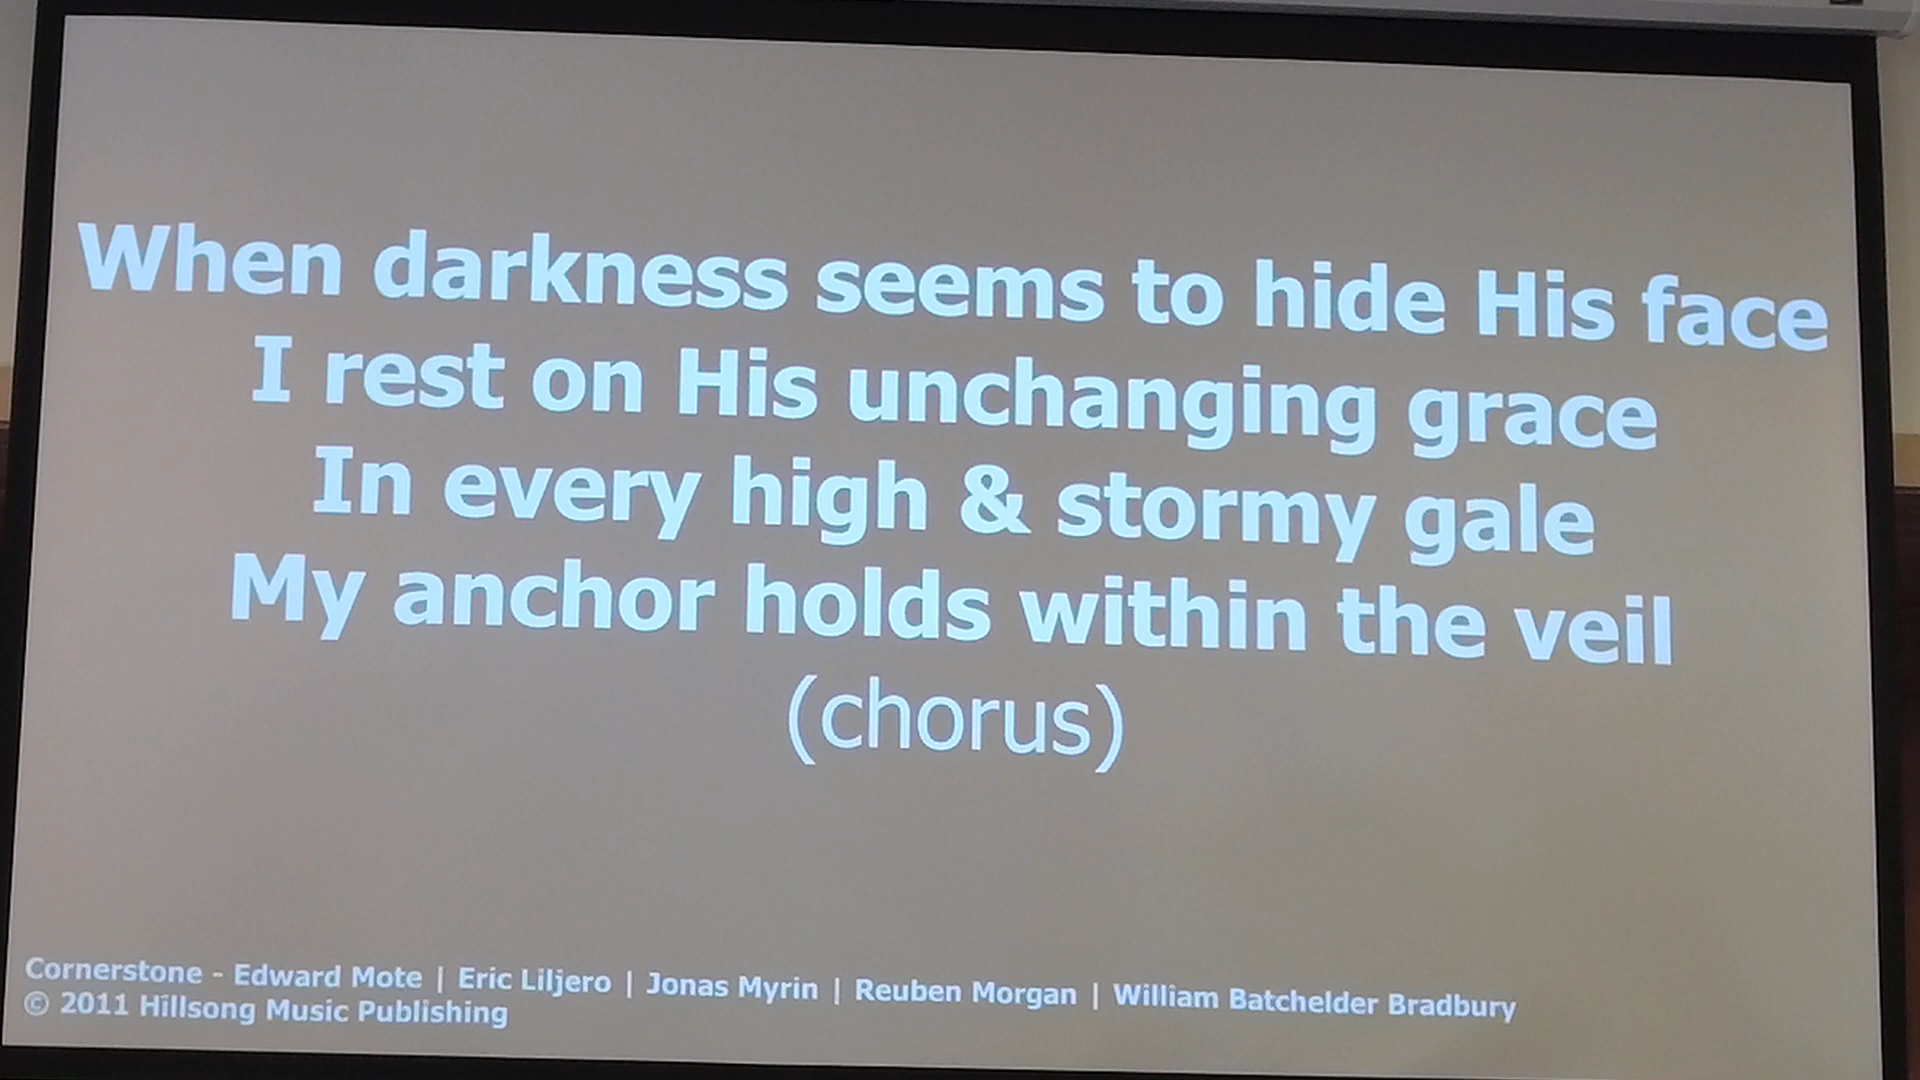 When darkness seems to hide His face
I rest on His unchanging grace
In every high & stormy gale
My anchor holds within the veil
(chorus)
Cornerstone - Edward Mote | Eric Liljero | Jonas Myrin | Reuben Morgan | William Batchelder Bradbury
© 2011 Hillsong Music Publishing